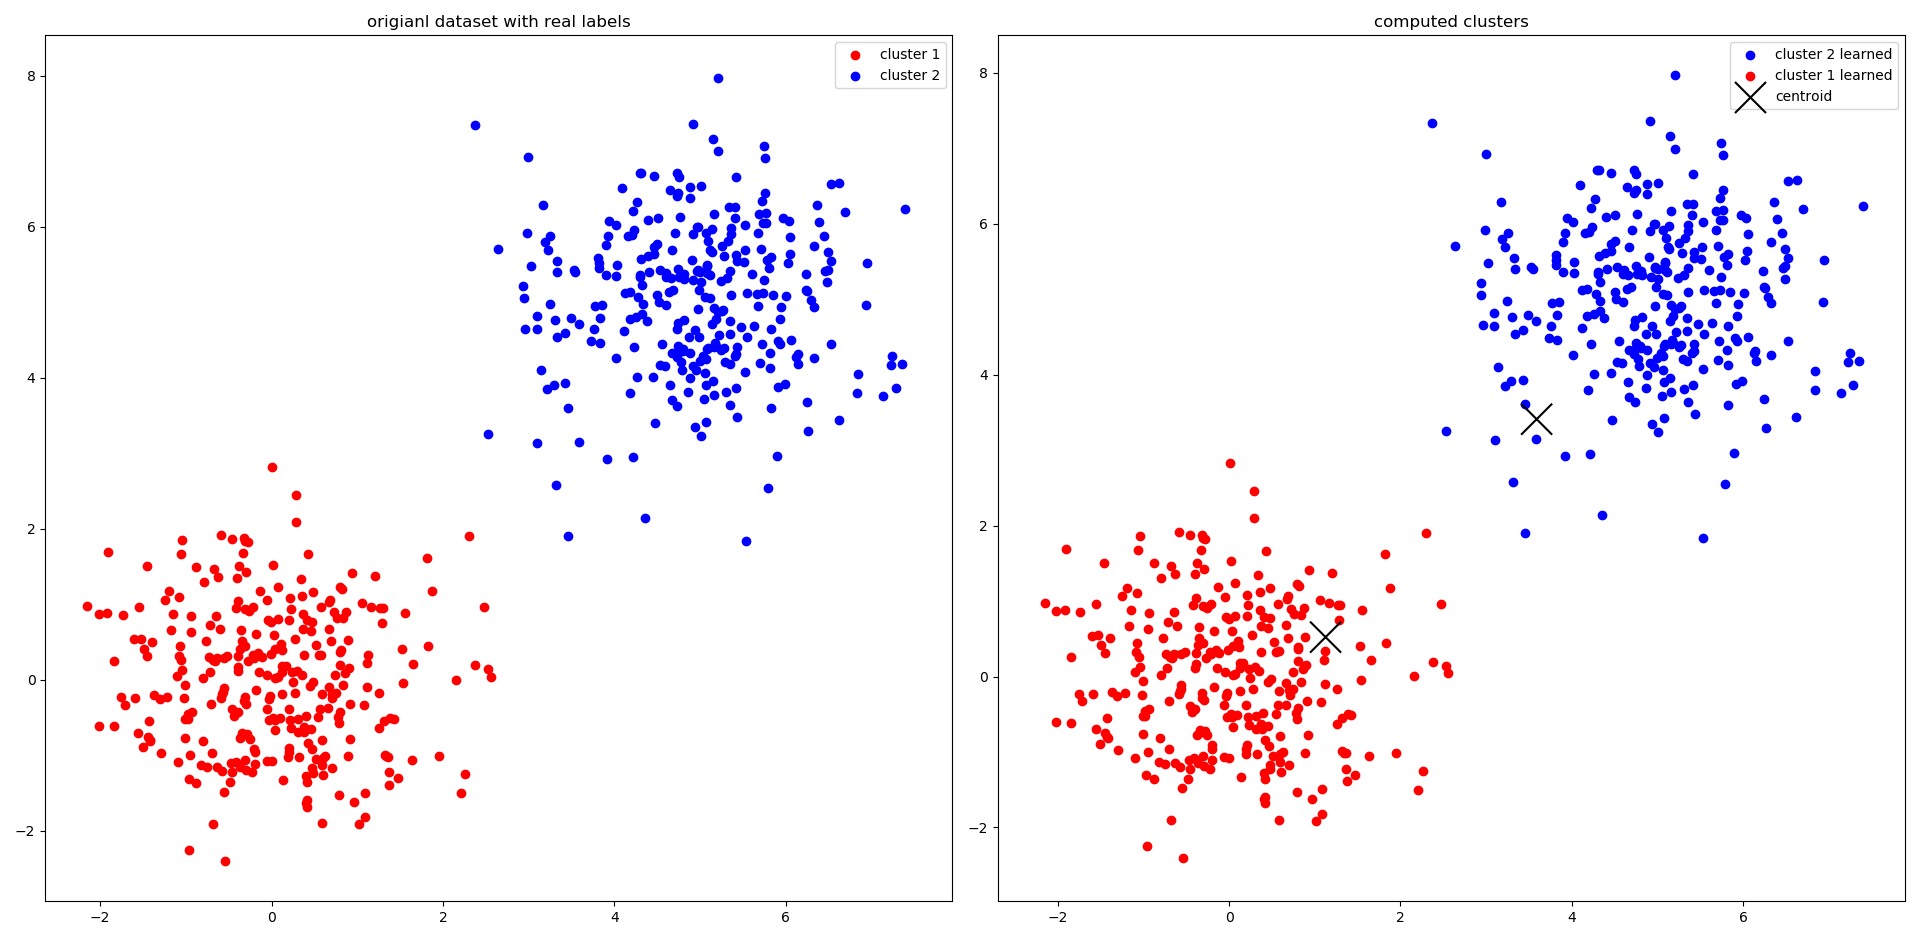 origianl dataset with real labels
cluster 1
cluster 2
8
6
4
2
0
−2
−2 0 2 4 6
computed clusters
cluster 2 learned
cluster 1 learned
centroid
8
6
4
2
0
−2
−2 0 2 4 6